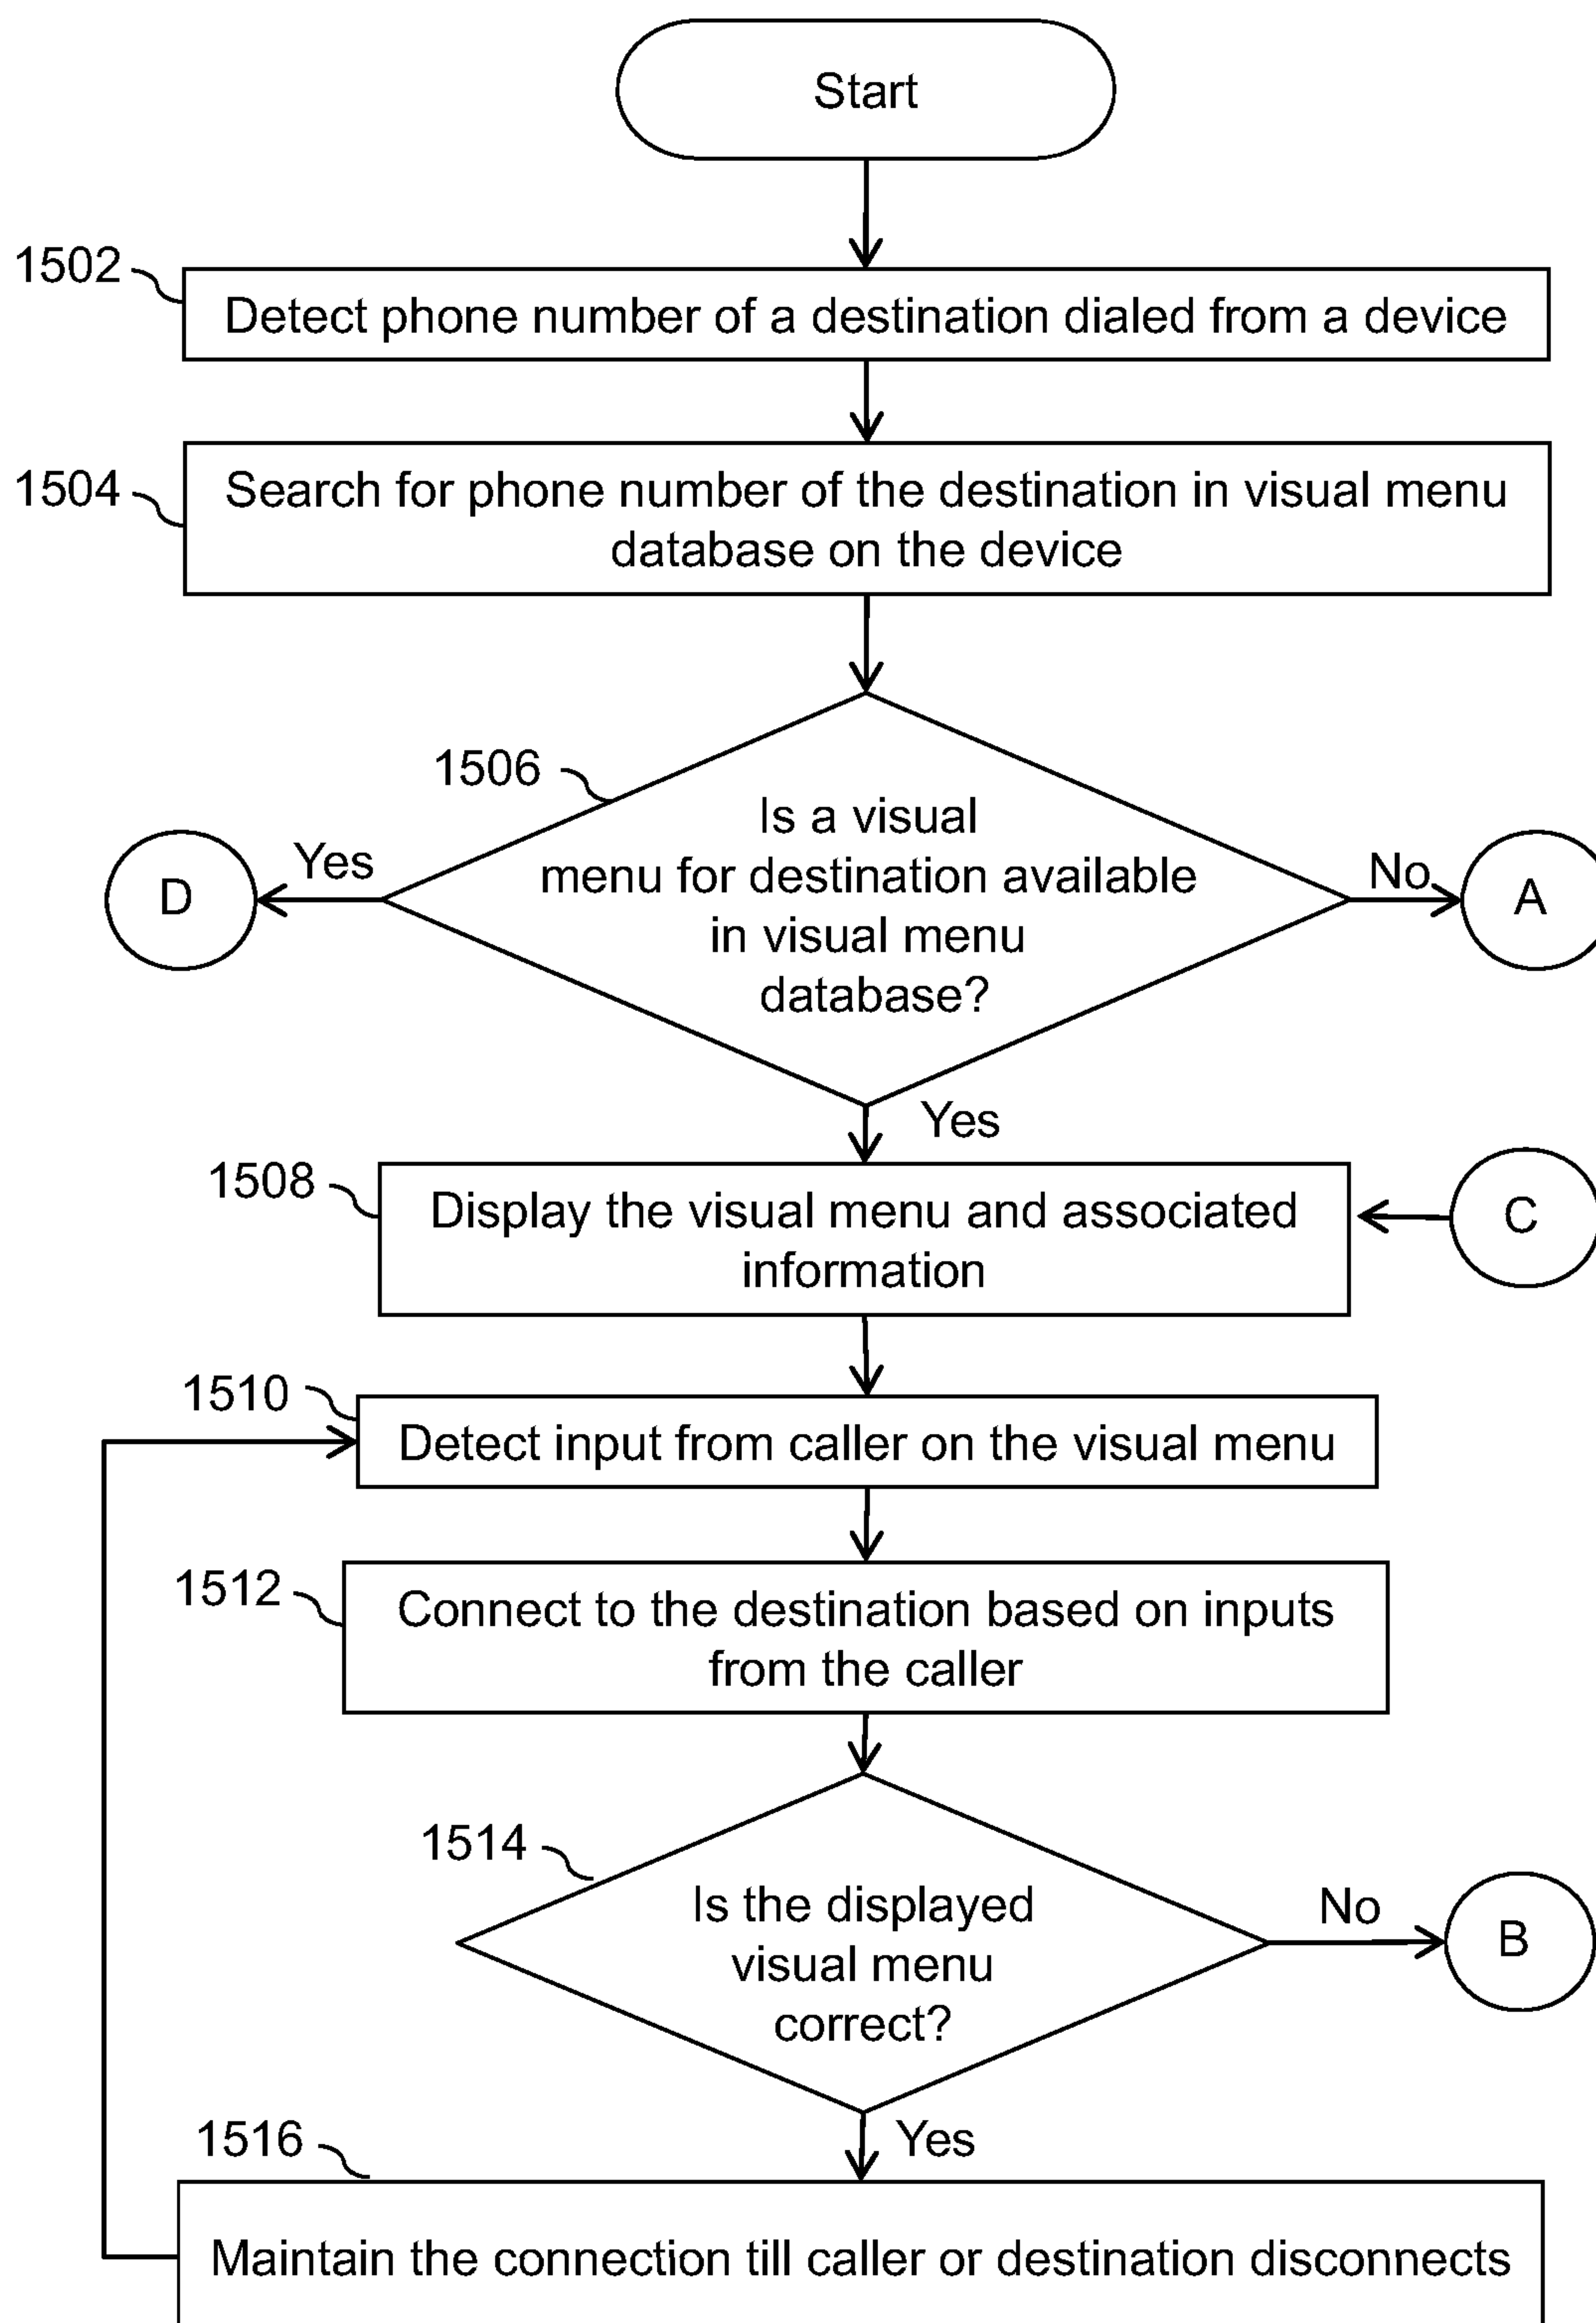 Start
1502
Detect phone number of a destination dialed from a device
1504
Search for phone number of the destination in visual menu
database on the device
1506
Is a visual
menu for destination available
in visual menu
database?
Yes
D
No
A
Yes
1508
Display the visual menu and associated
information
C
1510
Detect input from caller on the visual menu
1512
Connect to the destination based on inputs
from the caller
1514
Is the displayed
visual menu
correct?
No
B
Yes
1516
Maintain the connection till caller or destination disconnects